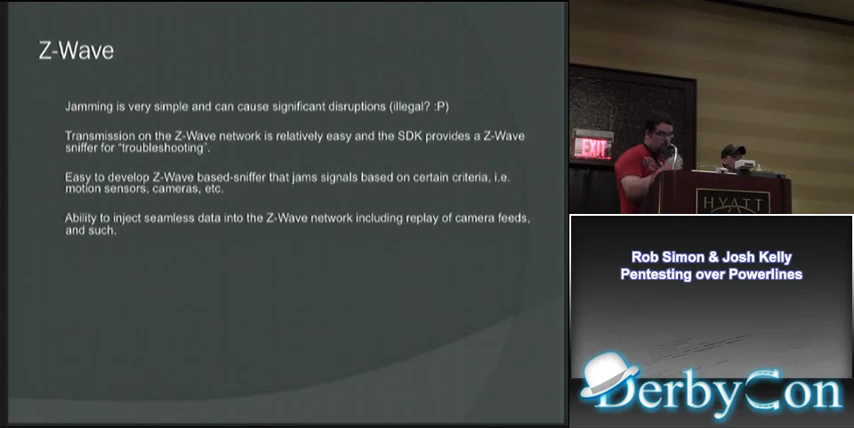 Z-Wave
Jamming is very simple and can cause significant disruptions (illegal? :P)
Transmission on the Z-Wave network is relatively easy and the SDK provides a Z-Wave
sniffer for "troubleshooting".
Easy to develop Z-Wave based-sniffer that jams signals based on certain criteria, i.e.
motion sensors, cameras, etc.
Ability to inject seamless data into the Z-Wave network including replay of camera feeds,
and such.
EXIT
HYATT
Rob Simon & Josh Kelly
Pentesting over Powerlines
DerbyCon